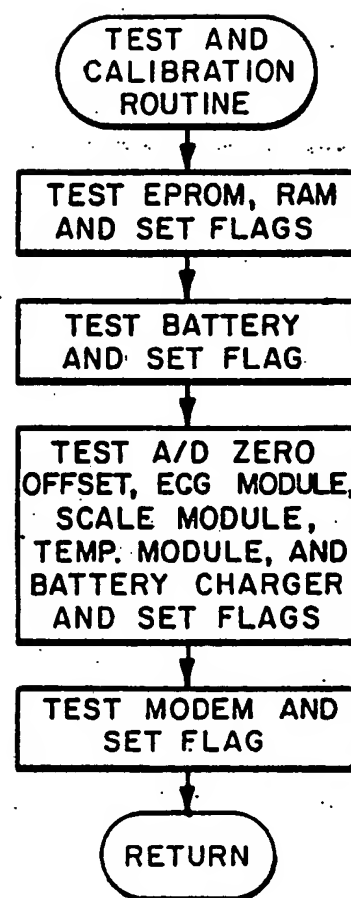 TEST AND
CALIBRATION
ROUTINE
TEST EPROM, RAM
AND SET FLAGS
TEST BATTERY
AND SET FLAG
TEST A/D ZERO
OFFSET, ECG MODULE,
SCALE MODULE,
TEMP. MODULE, AND
BATTERY CHARGER
AND SET FLAGS
TEST MODEM AND
SET FLAG
RETURN